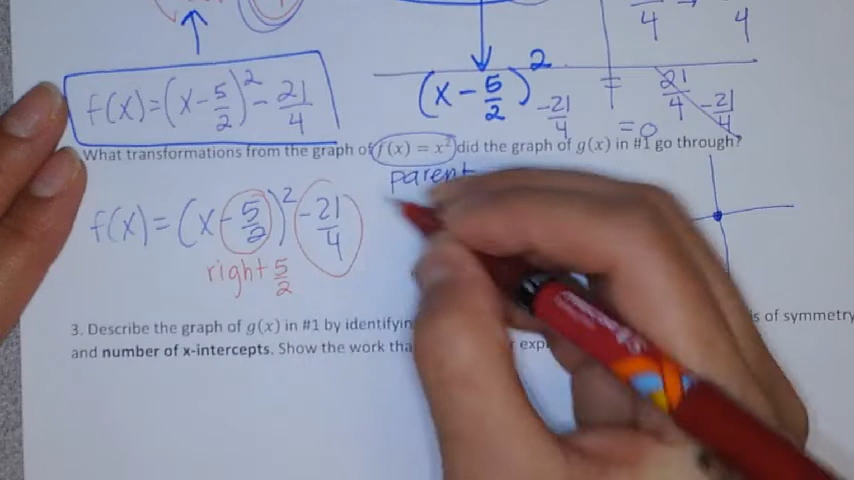 4 → 4
f(x)=(x-5/2)²-21/4
(x-5/2)²-21/4 = 21/4 -21/4 =0
What transformations from the graph of f(x) = x² did the graph of g(x) in #1 go through?
parent
f(x)=(x-5/2)²-21/4
right 5/2
3. Describe the graph of g(x) in #1 by identifyin s of symmetry
and number of x-intercepts. Show the work tha r exp